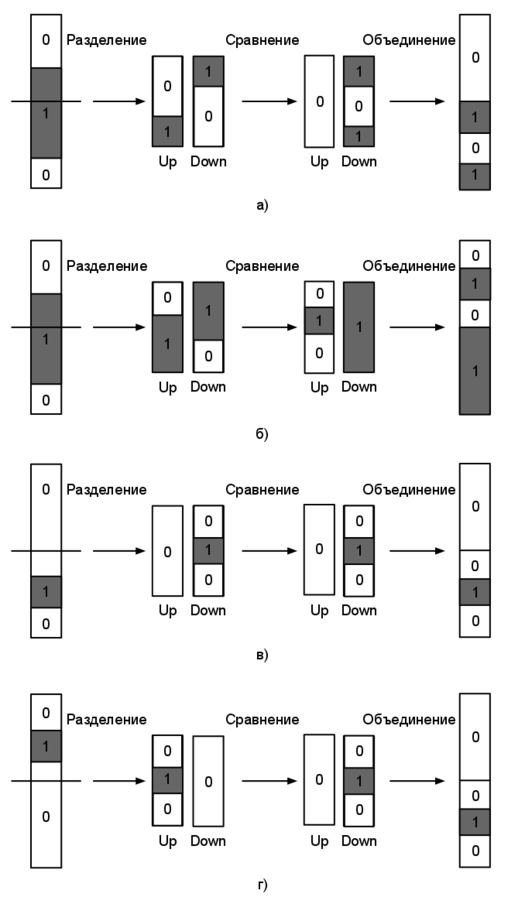 0 0 1 1 0
Разделение Сравнение Объединение
1 0 0 0 0
1 0 1 1 0
Up Down Up Down 1
а)
0 0 0
Разделение Сравнение Объединение
0 1 0 1
1 1 1 1 0
0 0 1
Up Down Up Down
0
б)
0 0
Разделение Сравнение Объединение
0 0
0 1 0 1 0
1 0 0 1
0 Up Down Up Down 0
в)
0 0
Разделение Сравнение Объединение
1 0 0
1 0 0 1 0
0 0 0 1
Up Down Up Down 0
г)